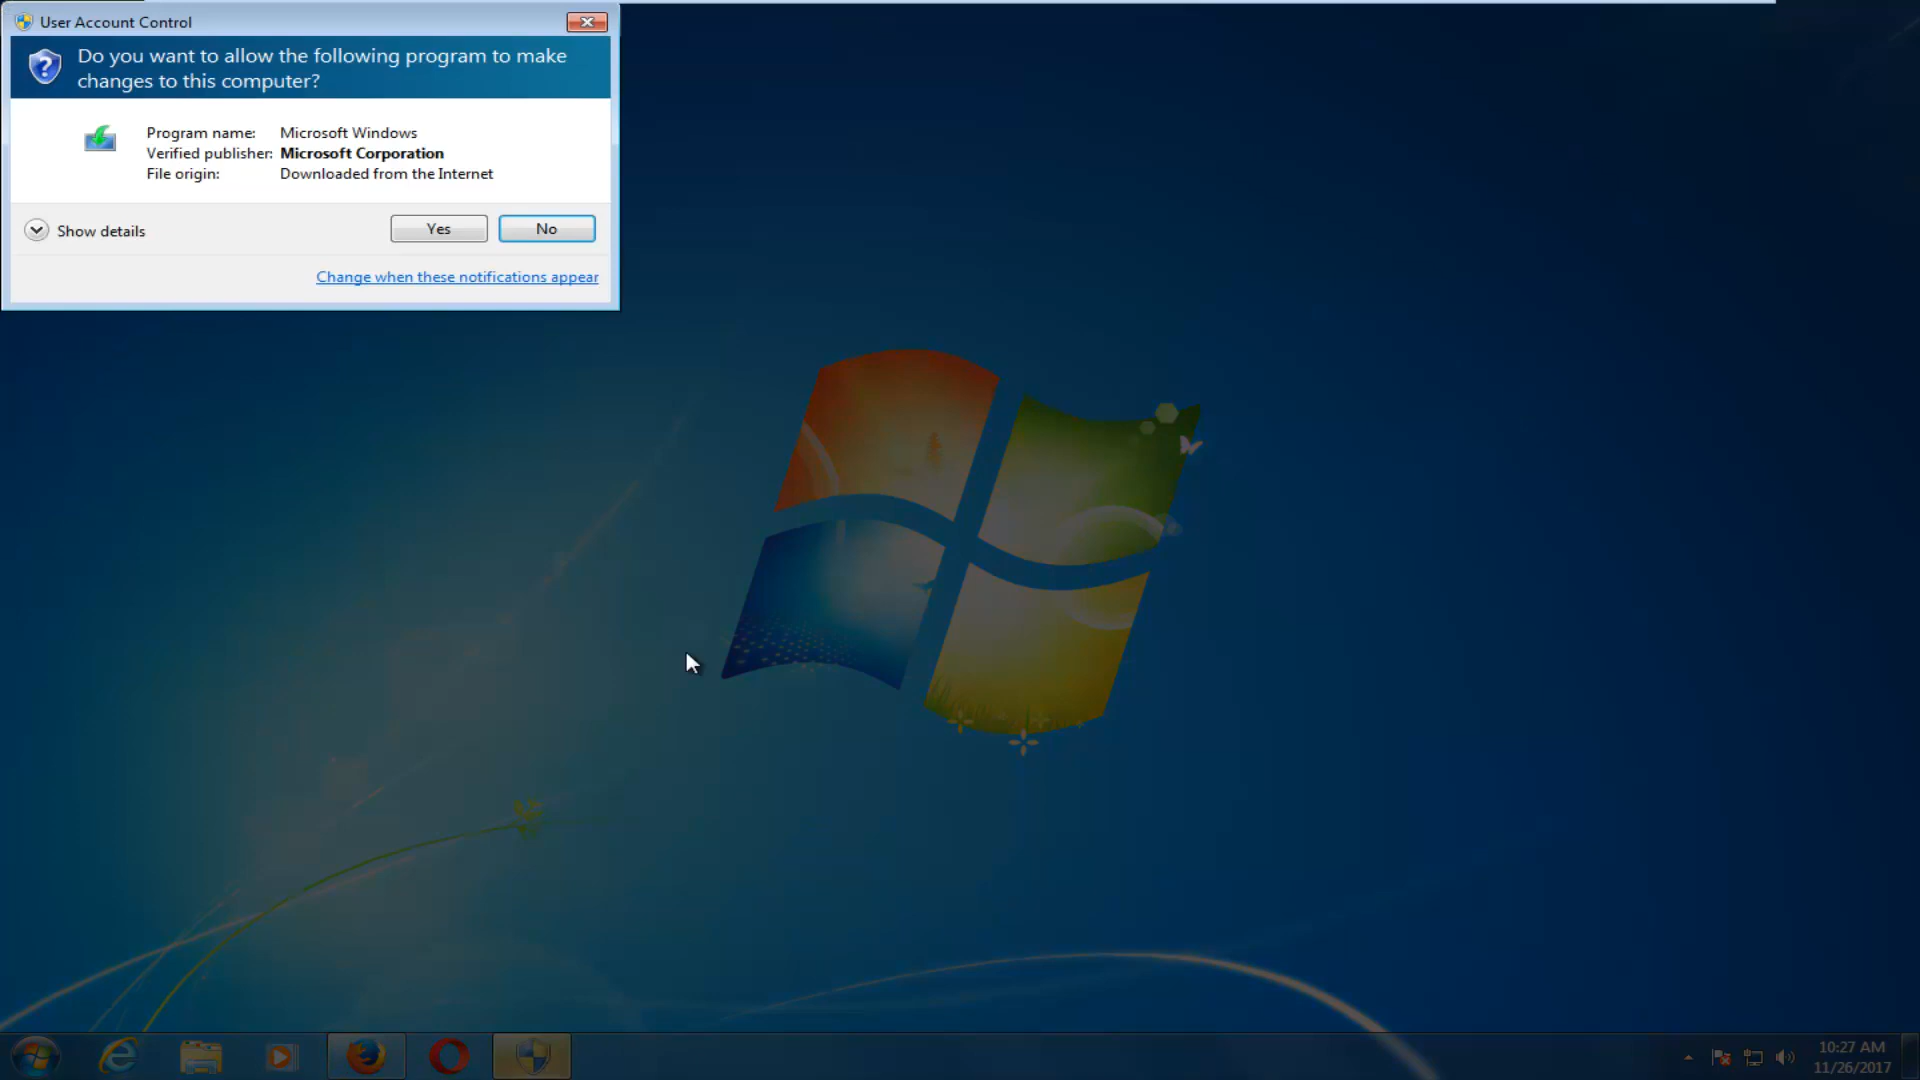 User Account Control
Do you want to allow the following program to make
changes to this computer?
Program name: Microsoft Windows
Verified publisher: Microsoft Corporation
File origin: Downloaded from the Internet
Show details
Yes
No
Change when these notifications appear
10:27 AM
11/26/2017